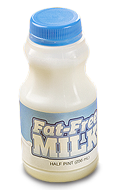 Fat-Free
MILK
HALF PINT (236 mL)